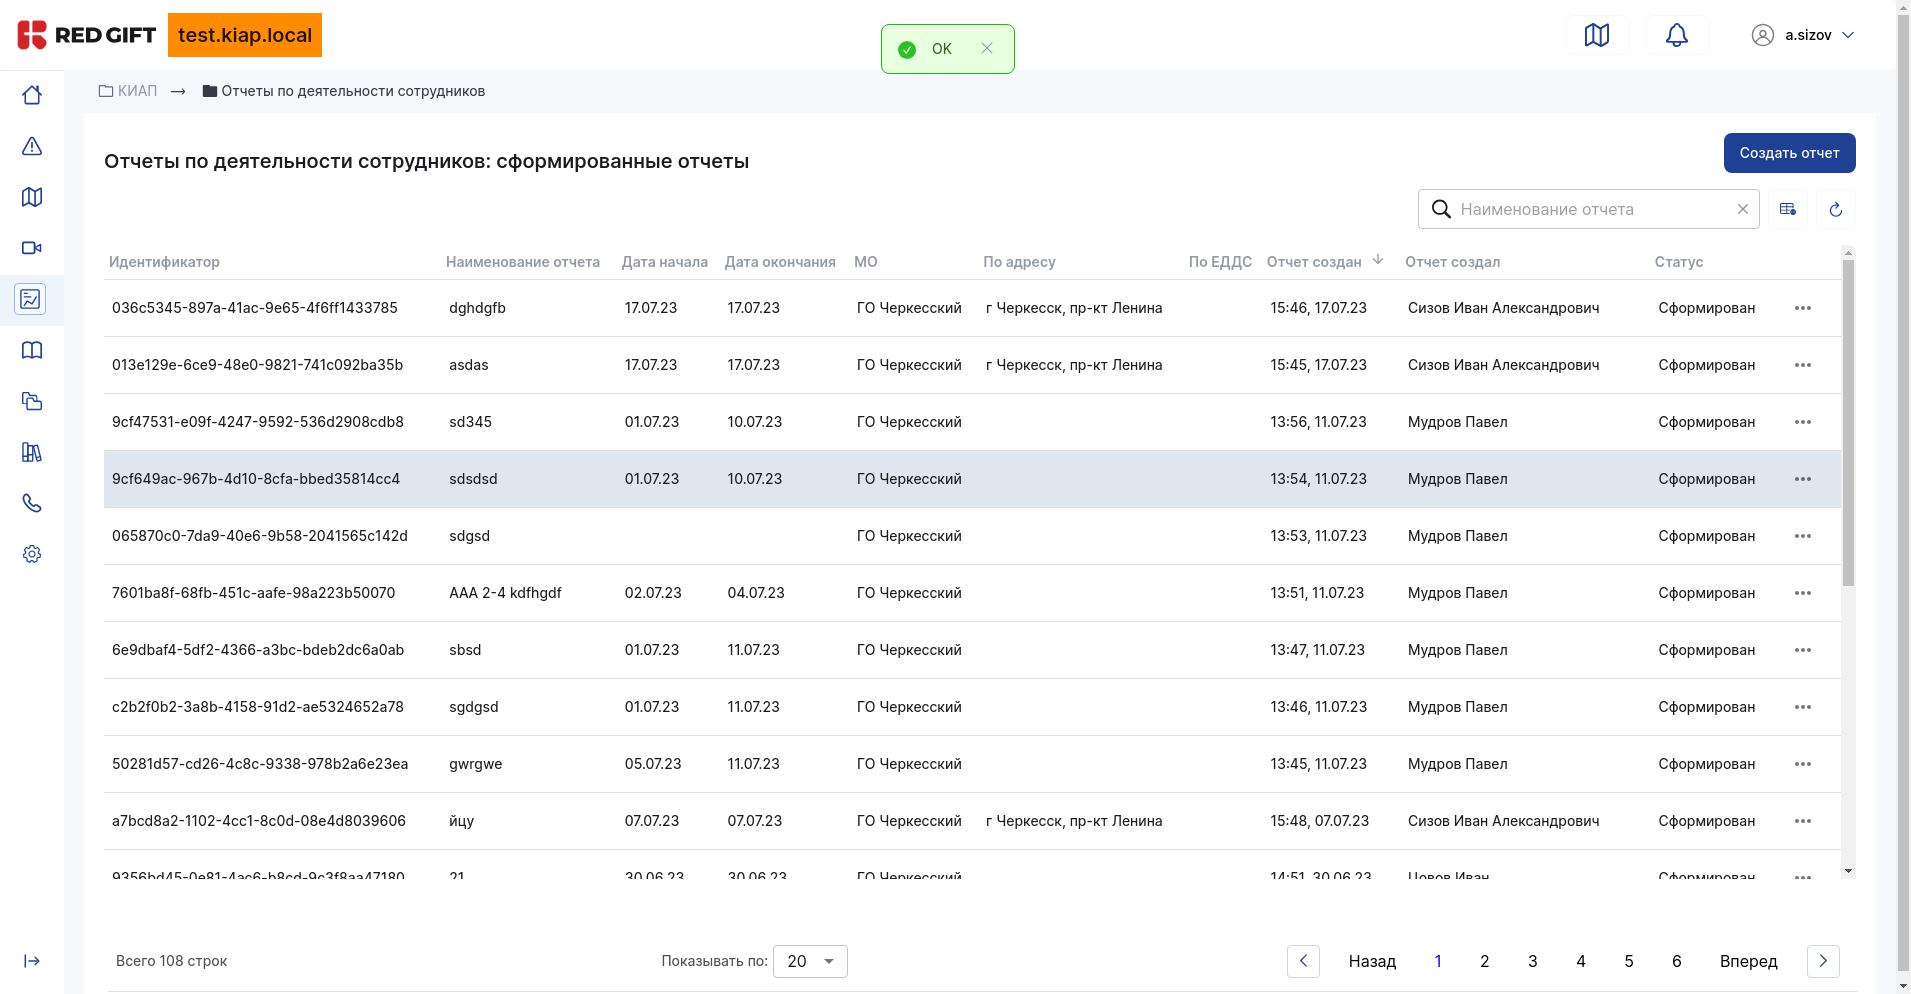 RED GIFT test.kiap.local OK a.sizov
КИАП → Отчеты по деятельности сотрудников
Отчеты по деятельности сотрудников: сформированные отчеты
Создать отчет
Наименование отчета
Идентификатор Наименование отчета Дата начала Дата окончания МО По адресу По ЕДДС Отчет создан Отчет создал Статус
036c5345-897a-41ac-9e65-4f6ff1433785 dghdgfb 17.07.23 17.07.23 ГО Черкесский г Черкесск, пр-кт Ленина 15:46, 17.07.23 Сизов Иван Александрович Сформирован
013e129e-6ce9-48e0-9821-741c092ba35b asdas 17.07.23 17.07.23 ГО Черкесский г Черкесск, пр-кт Ленина 15:45, 17.07.23 Сизов Иван Александрович Сформирован
9cf47531-e09f-4247-9592-536d2908cdb8 sd345 01.07.23 10.07.23 ГО Черкесский 13:56, 11.07.23 Мудров Павел Сформирован
9cf649ac-967b-4d10-8cfa-bbed35814cc4 sdsdsd 01.07.23 10.07.23 ГО Черкесский 13:54, 11.07.23 Мудров Павел Сформирован
065870c0-7da9-40e6-9b58-2041565c142d sdgsd ГО Черкесский 13:53, 11.07.23 Мудров Павел Сформирован
7601ba8f-68fb-451c-aafe-98a223b50070 AAA 2-4 kdfhgdf 02.07.23 04.07.23 ГО Черкесский 13:51, 11.07.23 Мудров Павел Сформирован
6e9dbaf4-5df2-4366-a3bc-bdeb2dc6a0ab sbsd 01.07.23 11.07.23 ГО Черкесский 13:47, 11.07.23 Мудров Павел Сформирован
c2b2f0b2-3a8b-4158-91d2-ae5324652a78 sgdgsd 01.07.23 11.07.23 ГО Черкесский 13:46, 11.07.23 Мудров Павел Сформирован
50281d57-cd26-4c8c-9338-978b2a6e23ea gwrgwe 05.07.23 11.07.23 ГО Черкесский 13:45, 11.07.23 Мудров Павел Сформирован
a7bcd8a2-1102-4cc1-8c0d-08e4d8039606 йцу 07.07.23 07.07.23 ГО Черкесский г Черкесск, пр-кт Ленина 15:48, 07.07.23 Сизов Иван Александрович Сформирован
9356bd45-0e81-4ac6-b8cd-9c3f8aa47180 21 30.06.23 30.06.23 ГО Черкесский 14:51, 30.06.23 Иван Сформирован
Всего 108 строк Показывать по: 20 Назад 1 2 3 4 5 6 Вперед